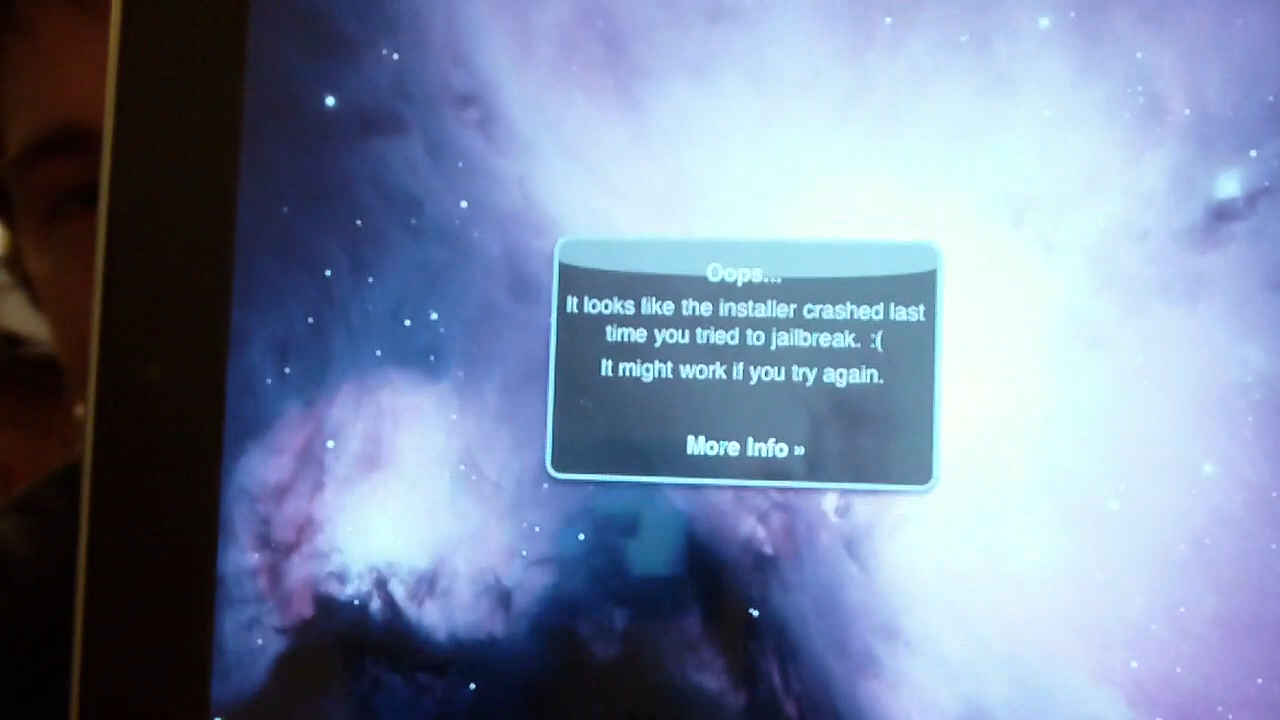 Oops...
It looks like the installer crashed last
time you tried to jailbreak. :(
It might work if you try again.
More Info »